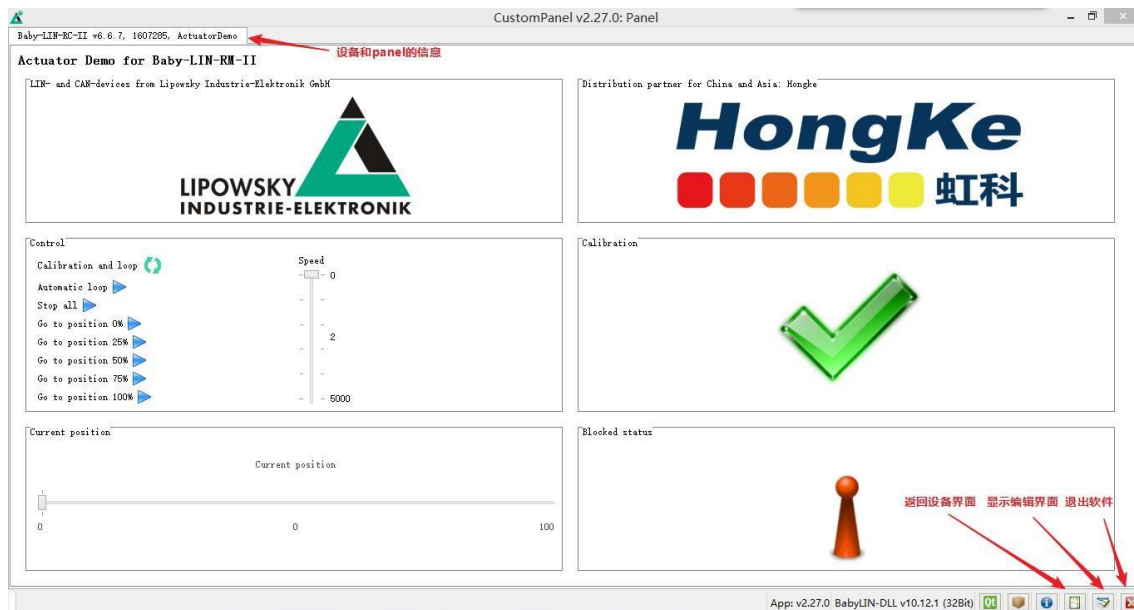 CustomPanel v2.27.0: Panel
Baby-LIN-RC-II v6.6.7, 1607285, ActuatorDemo
设备和panel的信息
Actuator Demo for Baby-LIN-RM-II
LIN- and CAN-devices from Lipowsky Industrie-Elektronik GmbH
LIPOWSKY
INDUSTRIE-ELEKTRONIK
Distribution partner for China and Asia: Hongke
HongKe
虹科
Control
Calibration and loop
Automatic loop
Stop all
Go to position 0%
Go to position 25%
Go to position 50%
Go to position 75%
Go to position 100%
Speed
0
2
5000
Calibration
Current position
Current position
0
0
100
Blocked status
返回设备界面 显示编辑界面 退出软件
App: v2.27.0 BabyLIN-DLL v10.12.1 (32Bit)
Qt